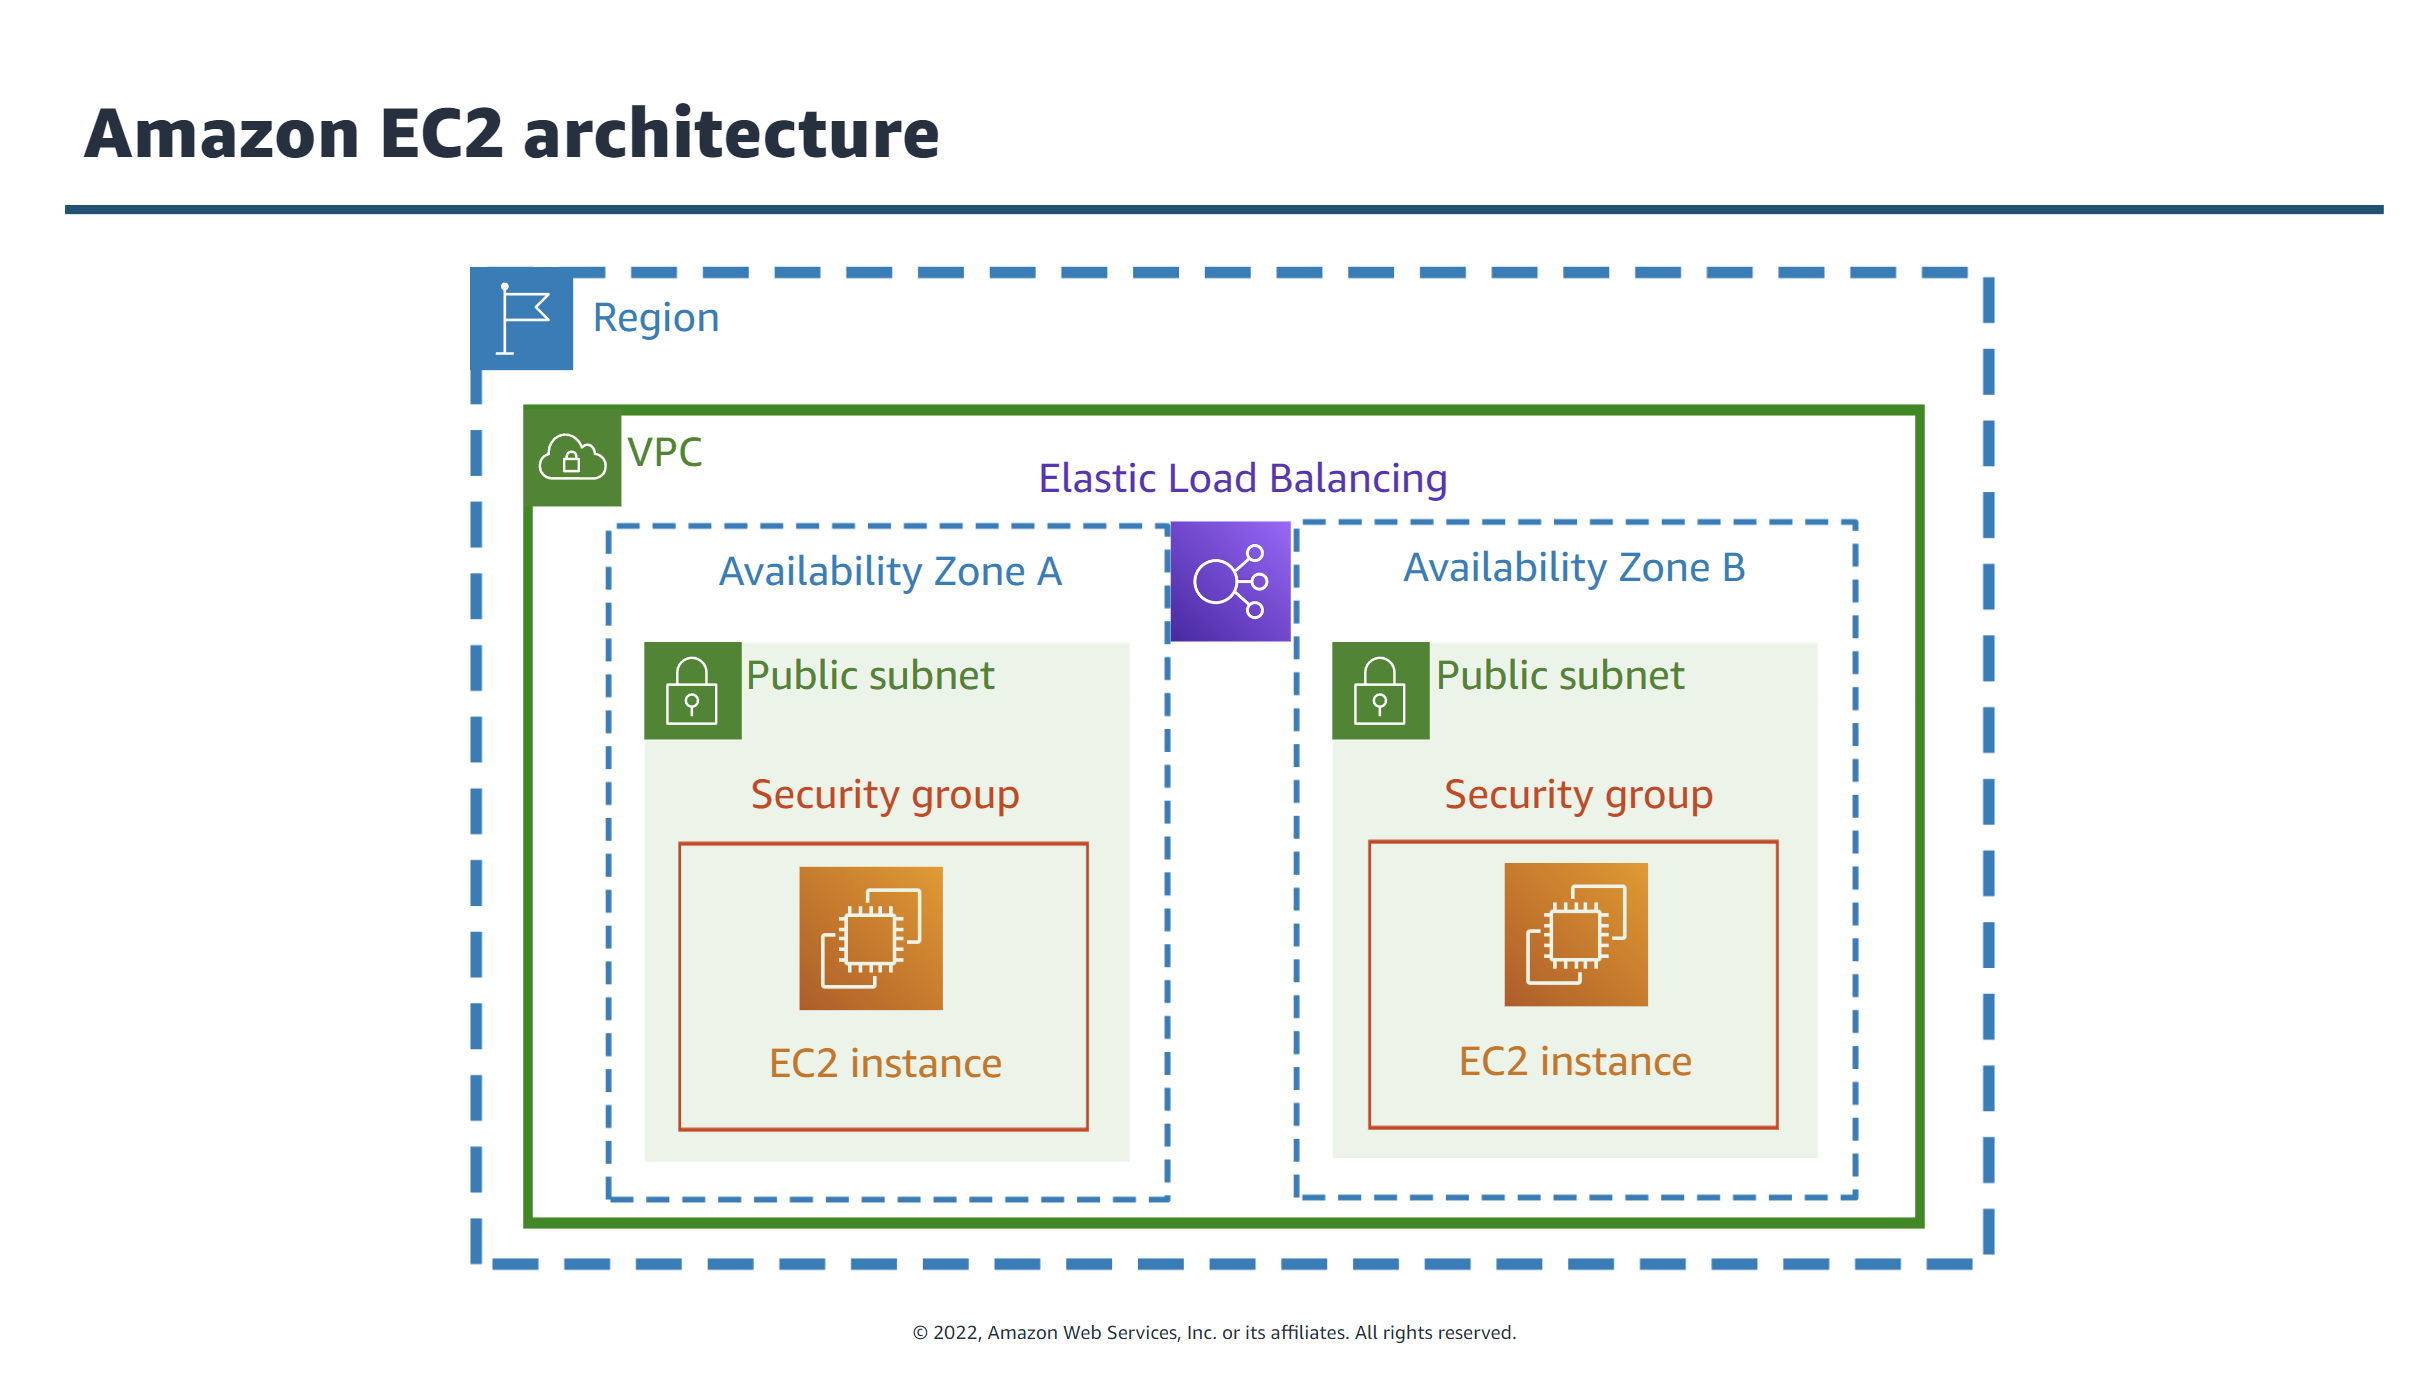 Amazon EC2 architecture
Region
VPC
Elastic Load Balancing
Availability Zone A
Availability Zone B
Public subnet
Public subnet
Security group
Security group
EC2 instance
EC2 instance
© 2022, Amazon Web Services, Inc. or its affiliates. All rights reserved.